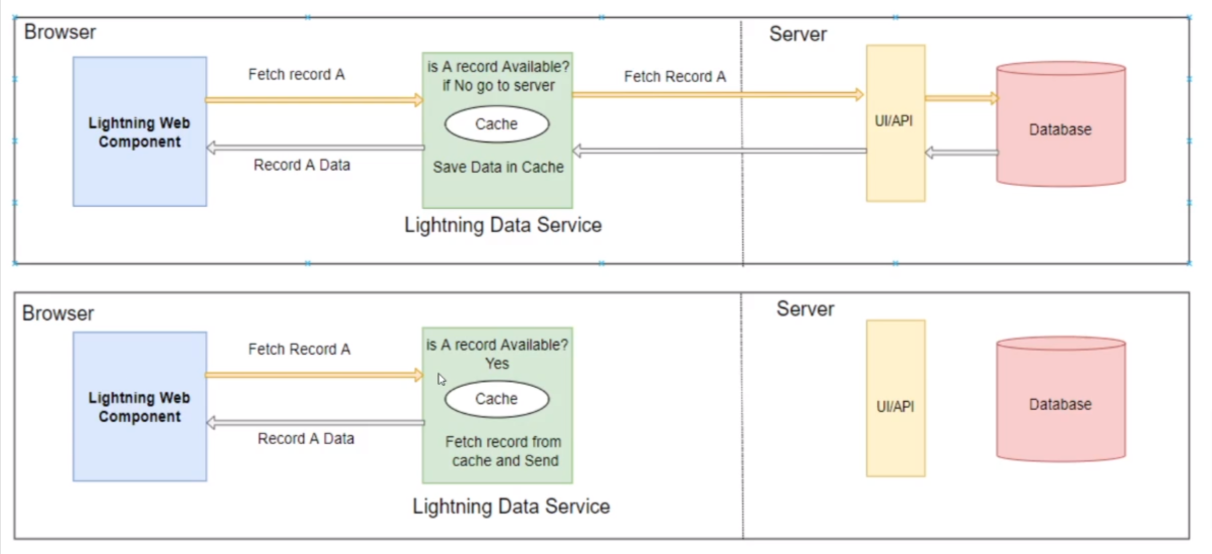 Browser
Server
Fetch record A
is A record Available?
if No go to server
Fetch Record A
Lightning Web
Component
Cache
UI/API
Database
Record A Data
Save Data in Cache
Lightning Data Service
Browser
Server
Fetch Record A
is A record Available?
Yes
Lightning Web
Component
Cache
UI/API
Database
Record A Data
Fetch record from
cache and Send
Lightning Data Service